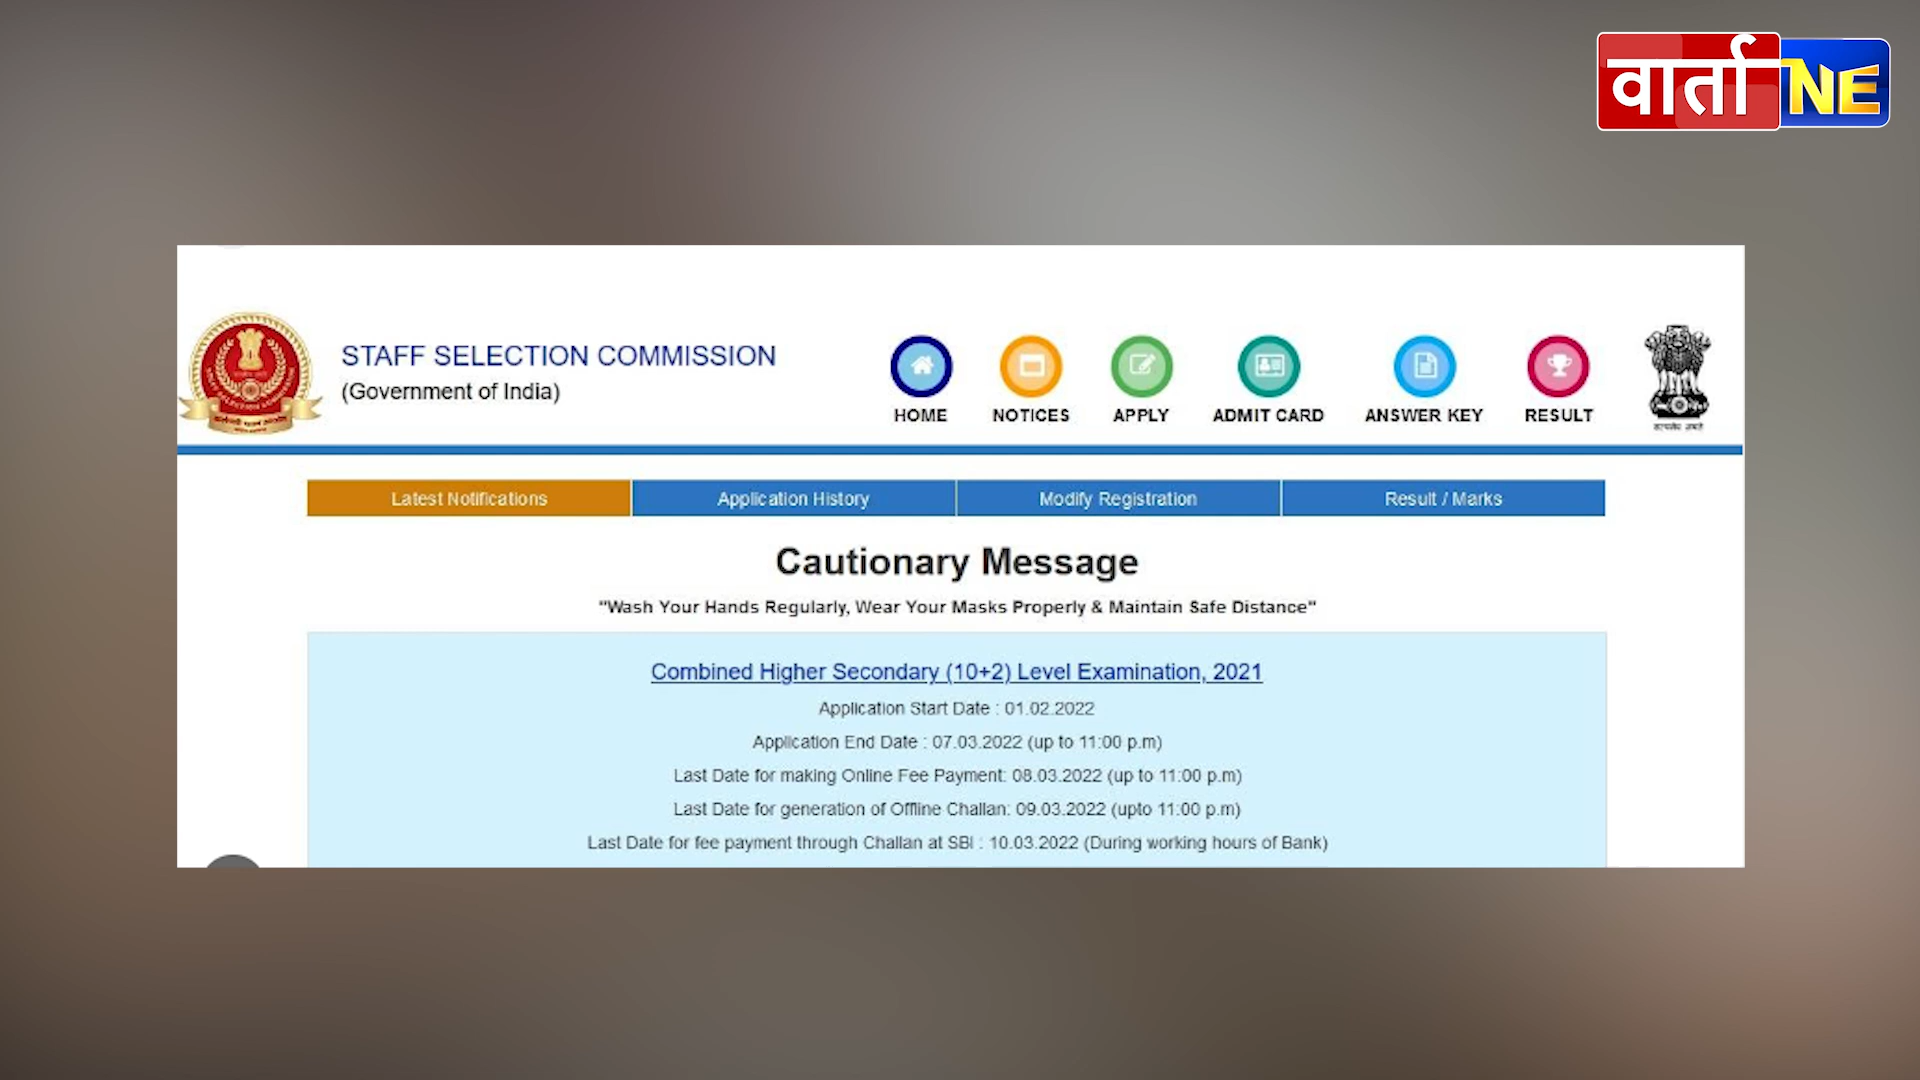 वार्ता NE
STAFF SELECTION COMMISSION
(Government of India)
HOME
NOTICES
APPLY
ADMIT CARD
ANSWER KEY
RESULT
Latest Notifications
Application History
Modify Registration
Result / Marks
Cautionary Message
"Wash Your Hands Regularly, Wear Your Masks Properly & Maintain Safe Distance"
Combined Higher Secondary (10+2) Level Examination, 2021
Application Start Date : 01.02.2022
Application End Date : 07.03.2022 (up to 11:00 p.m)
Last Date for making Online Fee Payment: 08.03.2022 (up to 11:00 p.m)
Last Date for generation of Offline Challan: 09.03.2022 (upto 11:00 p.m)
Last Date for fee payment through Challan at SBI : 10.03.2022 (During working hours of Bank)